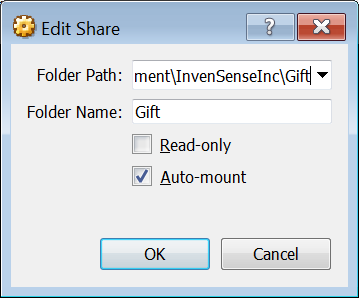 Edit Share
Folder Path: ment\InvenSenseInc\Gift
Folder Name: Gift
Read-only
Auto-mount
OK Cancel